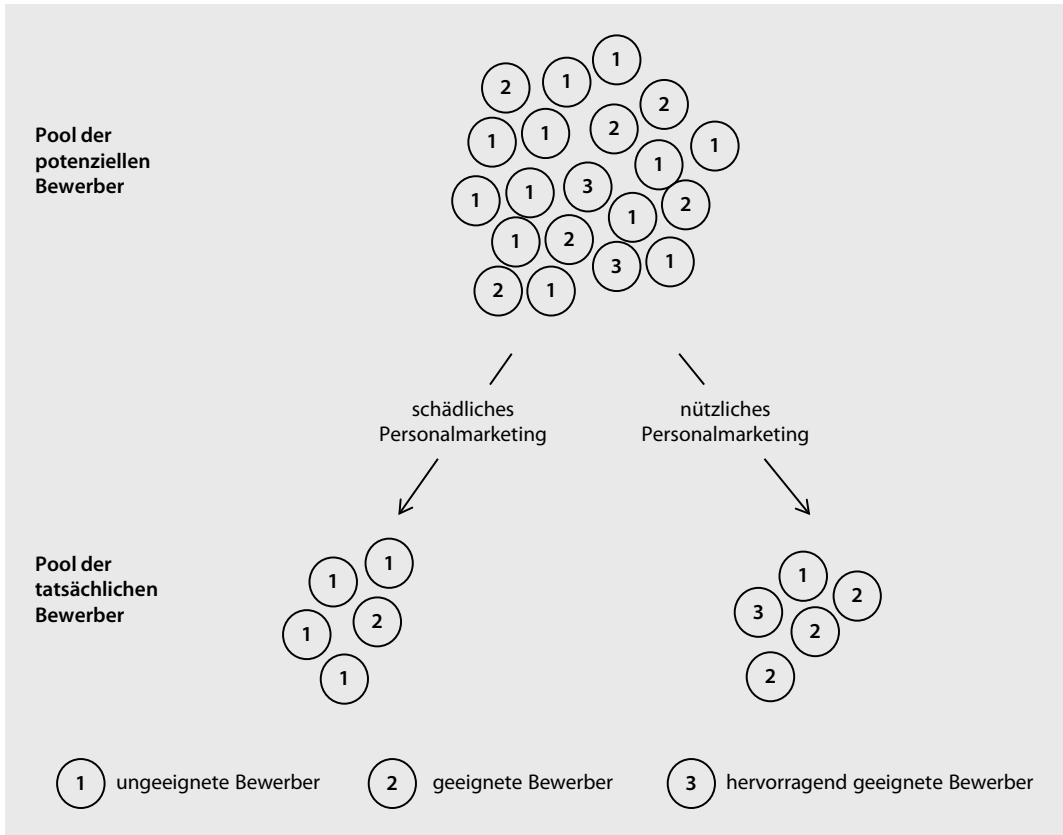 1
2
1
2
2
1
1
1
1
3
1
1
2
1
1
2
3
1
2
1
Pool der
potenziellen
Bewerber
schädliches
Personalmarketing
nützliches
Personalmarketing
Pool der
tatsächlichen
Bewerber
1
1
1
2
1
1
2
3
2
2
1 ungeeignete Bewerber
2 geeignete Bewerber
3 hervorragend geeignete Bewerber